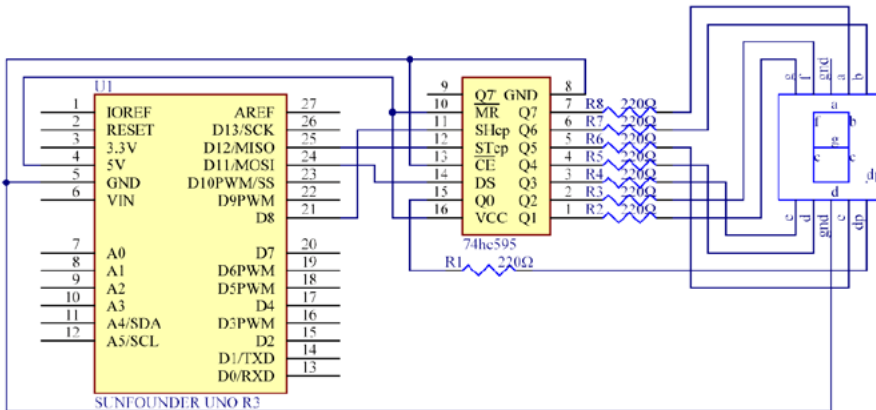 U1
1 IOREF AREF 27
2 RESET D13/SCK 26
3 3.3V D12/MISO 25
4 5V D11/MOSI 24
5 GND D10PWM/SS 23
6 VIN D9PWM 22
D8 21
7 A0 D7 20
8 A1 D6PWM 19
9 A2 D5PWM 18
10 A3 D4 17
11 A4/SDA D3PWM 16
12 A5/SCL D2 15
D1/TXD 14
D0/RXD 13
SUNFOUNDER UNO R3
9 Q7' GND 8
10 MR Q7 7
11 SHcp Q6 6
12 STcp Q5 5
13 CE Q4 4
14 DS Q3 3
15 Q0 Q2 2
16 VCC Q1 1
74hc595
R8 220Ω
R7 220Ω
R6 220Ω
R5 220Ω
R4 220Ω
R3 220Ω
R2 220Ω
R1 220Ω
g f gnd a b
a
f b
g
e c
d
dp
e d gnd c dp